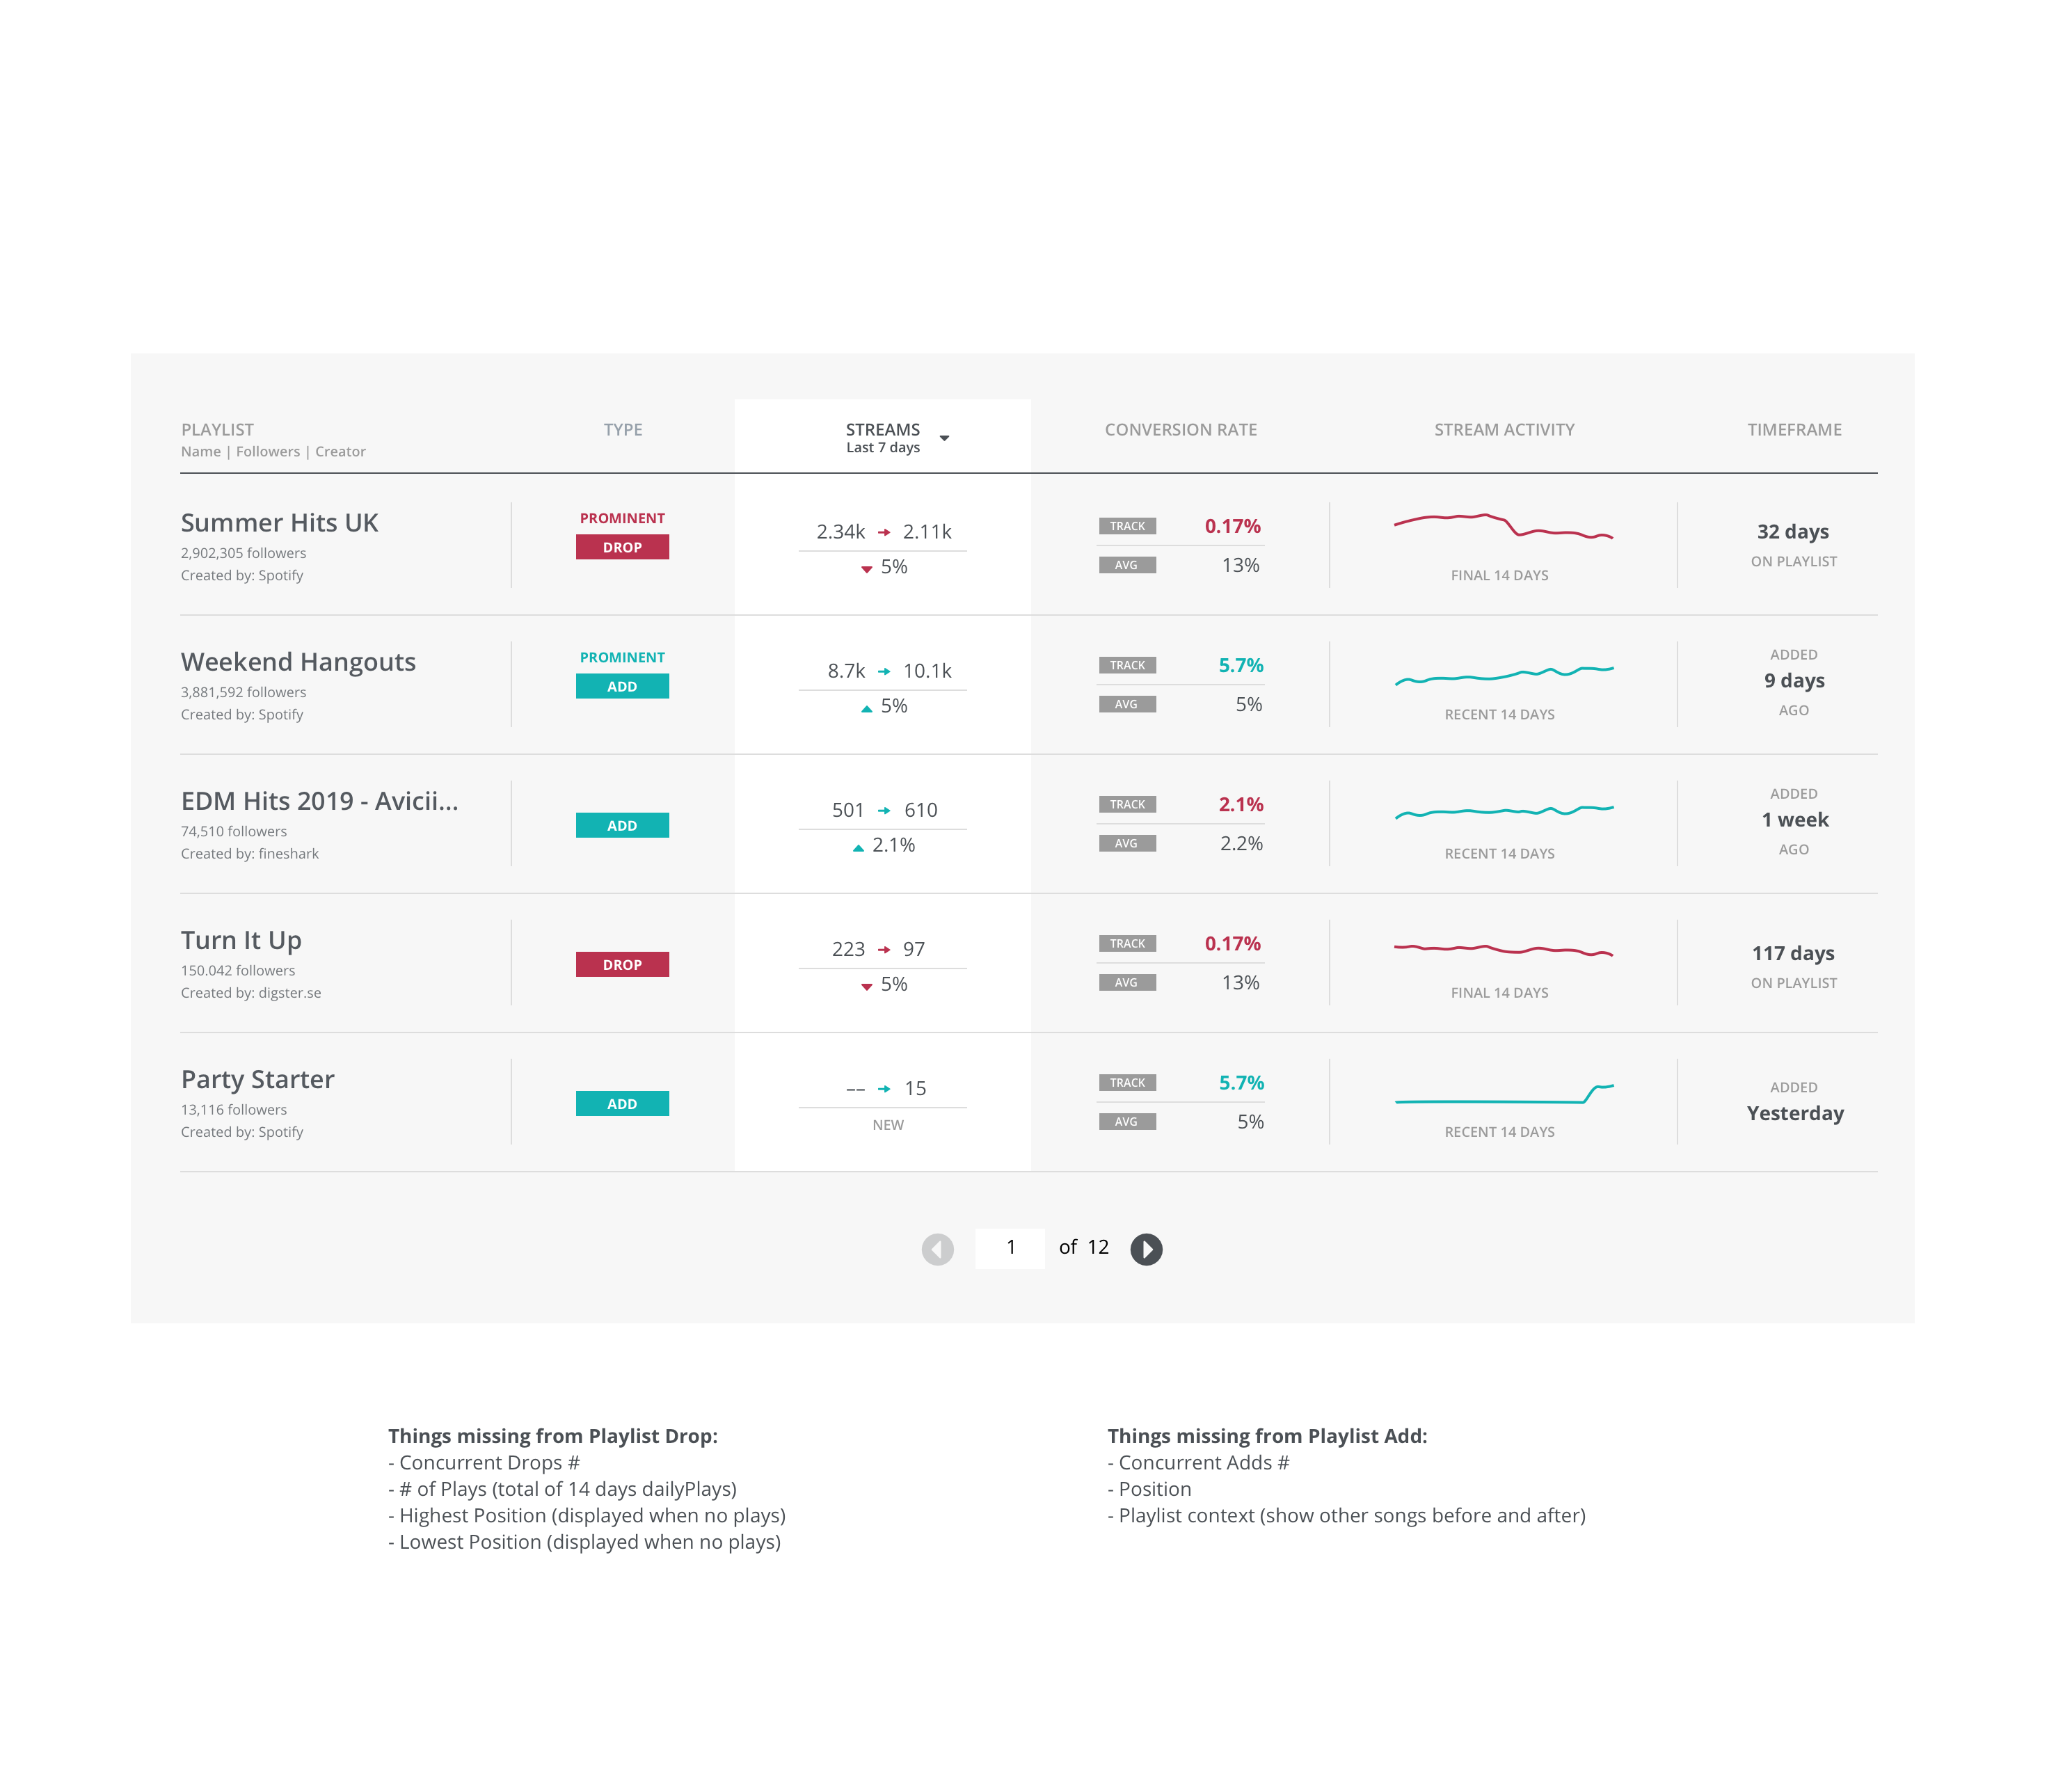 PLAYLIST
Name | Followers | Creator
TYPE
STREAMS
Last 7 days
CONVERSION RATE
STREAM ACTIVITY
TIMEFRAME
Summer Hits UK
2,902,305 followers
Created by: Spotify
PROMINENT
DROP
2.34k 2.11k
5%
TRACK 0.17%
AVG 13%
FINAL 14 DAYS
32 days
ON PLAYLIST
Weekend Hangouts
3,881,592 followers
Created by: Spotify
PROMINENT
ADD
8.7k 10.1k
5%
TRACK 5.7%
AVG 5%
RECENT 14 DAYS
ADDED
9 days
AGO
EDM Hits 2019 - Avicii...
74,510 followers
Created by: fineshark
ADD
501 610
2.1%
TRACK 2.1%
AVG 2.2%
RECENT 14 DAYS
ADDED
1 week
AGO
Turn It Up
150.042 followers
Created by: digster.se
DROP
223 97
5%
TRACK 0.17%
AVG 13%
FINAL 14 DAYS
117 days
ON PLAYLIST
Party Starter
13,116 followers
Created by: Spotify
ADD
–– 15
NEW
TRACK 5.7%
AVG 5%
RECENT 14 DAYS
ADDED
Yesterday
1 of 12
Things missing from Playlist Drop:
- Concurrent Drops #
- # of Plays (total of 14 days dailyPlays)
- Highest Position (displayed when no plays)
- Lowest Position (displayed when no plays)
Things missing from Playlist Add:
- Concurrent Adds #
- Position
- Playlist context (show other songs before and after)